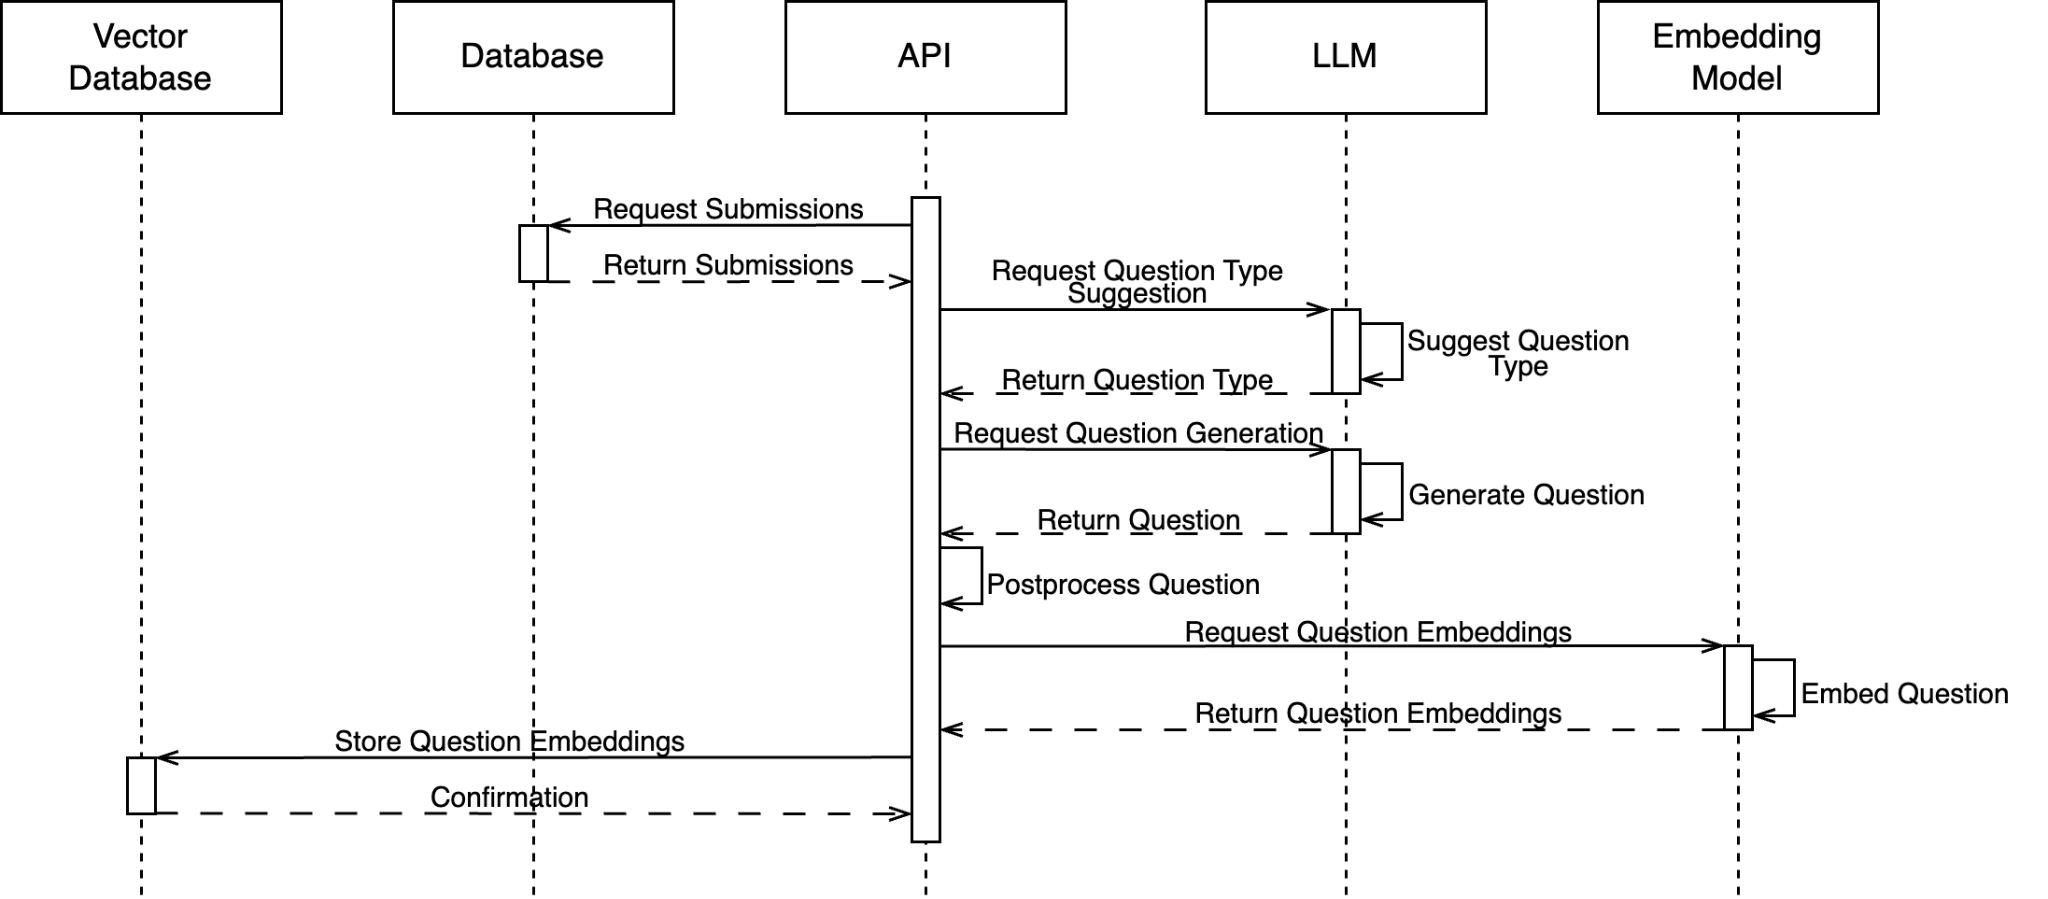 Vector
Database
Database
API
LLM
Embedding
Model
Request Submissions
Return Submissions
Request Question Type
Suggestion
Suggest Question
Type
Return Question Type
Request Question Generation
Generate Question
Return Question
Postprocess Question
Request Question Embeddings
Embed Question
Return Question Embeddings
Store Question Embeddings
Confirmation